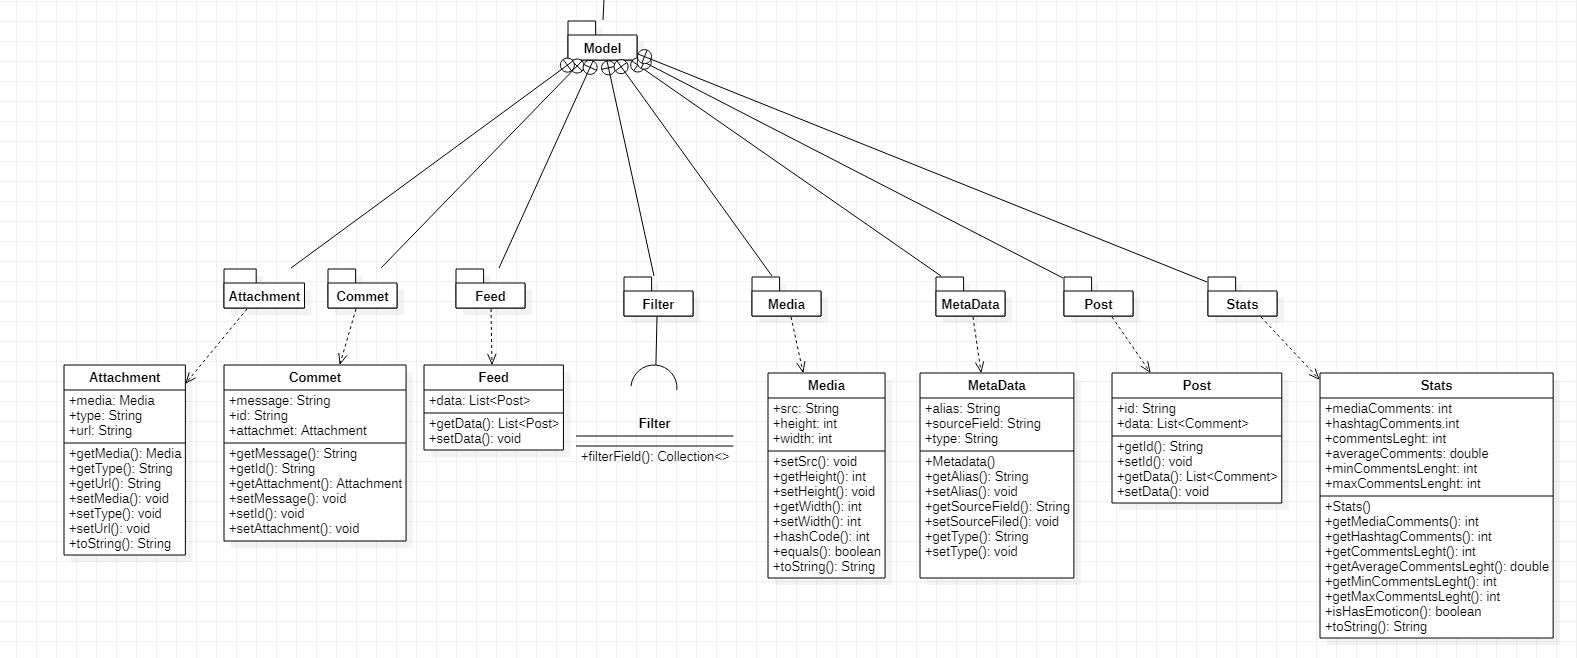 Model
Attachment
Commet
Feed
Filter
Media
MetaData
Post
Stats
Attachment
+media: Media
+type: String
+url: String
+getMedia(): Media
+getType(): String
+getUrl(): String
+setMedia(): void
+setType(): void
+setUrl(): void
+toString(): String
Commet
+message: String
+id: String
+attachmet: Attachment
+getMessage(): String
+getId(): String
+getAttachment(): Attachment
+setMessage(): void
+setId(): void
+setAttachment(): void
Feed
+data: List<Post>
+getData(): List<Post>
+setData(): void
Filter
+filterField(): Collection<>
Media
+src: String
+height: int
+width: int
+setSrc(): void
+getHeight(): int
+setHeight(): void
+getWidth(): int
+setWidth(): int
+hashCode(): int
+equals(): boolean
+toString(): String
MetaData
+alias: String
+sourceField: String
+type: String
+Metadata()
+getAlias(): String
+setAlias(): void
+getSourceField(): String
+setSourceFiled(): void
+getType(): String
+setType(): void
Post
+id: String
+data: List<Comment>
+getId(): String
+setId(): void
+getData(): List<Comment>
+setData(): void
Stats
+mediaComments: int
+hashtagComments.int
+commentsLeght: int
+averageComments: double
+minCommentsLenght: int
+maxCommentsLenght: int
+Stats()
+getMediaComments(): int
+getHashtagComments(): int
+getCommentsLeght(): int
+getAverageCommentsLeght(): double
+getMinCommentsLeght(): int
+getMaxCommentsLeght(): int
+isHasEmoticon(): boolean
+toString(): String